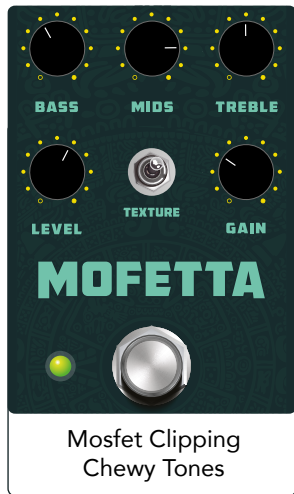 BASS MIDS TREBLE
LEVEL TEXTURE GAIN
MOFETTA
Mosfet Clipping
Chewy Tones